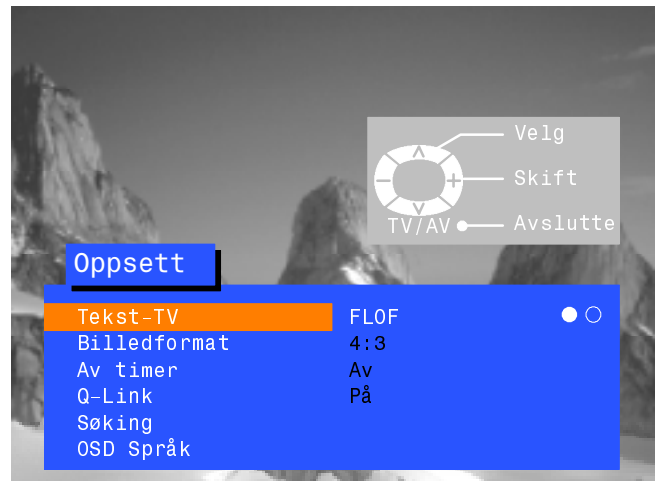 Velg
Skift
TV/AV Avslutte
Oppsett
Tekst-TV FLOF
Billedformat 4:3
Av timer Av
Q-Link På
Søking
OSD Språk